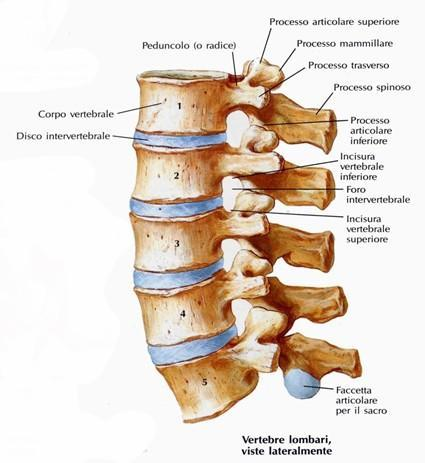 Processo articolare superiore
Peduncolo (o radice)
Processo mammillare
Processo trasverso
Processo spinoso
Corpo vertebrale
Disco intervertebrale
Processo
articolare
inferiore
Incisura
vertebrale
inferiore
Foro
intervertebrale
Incisura
vertebrale
superiore
1
2
3
4
5
Faccetta
articolare
per il sacro
Vertebre lombari,
viste lateralmente